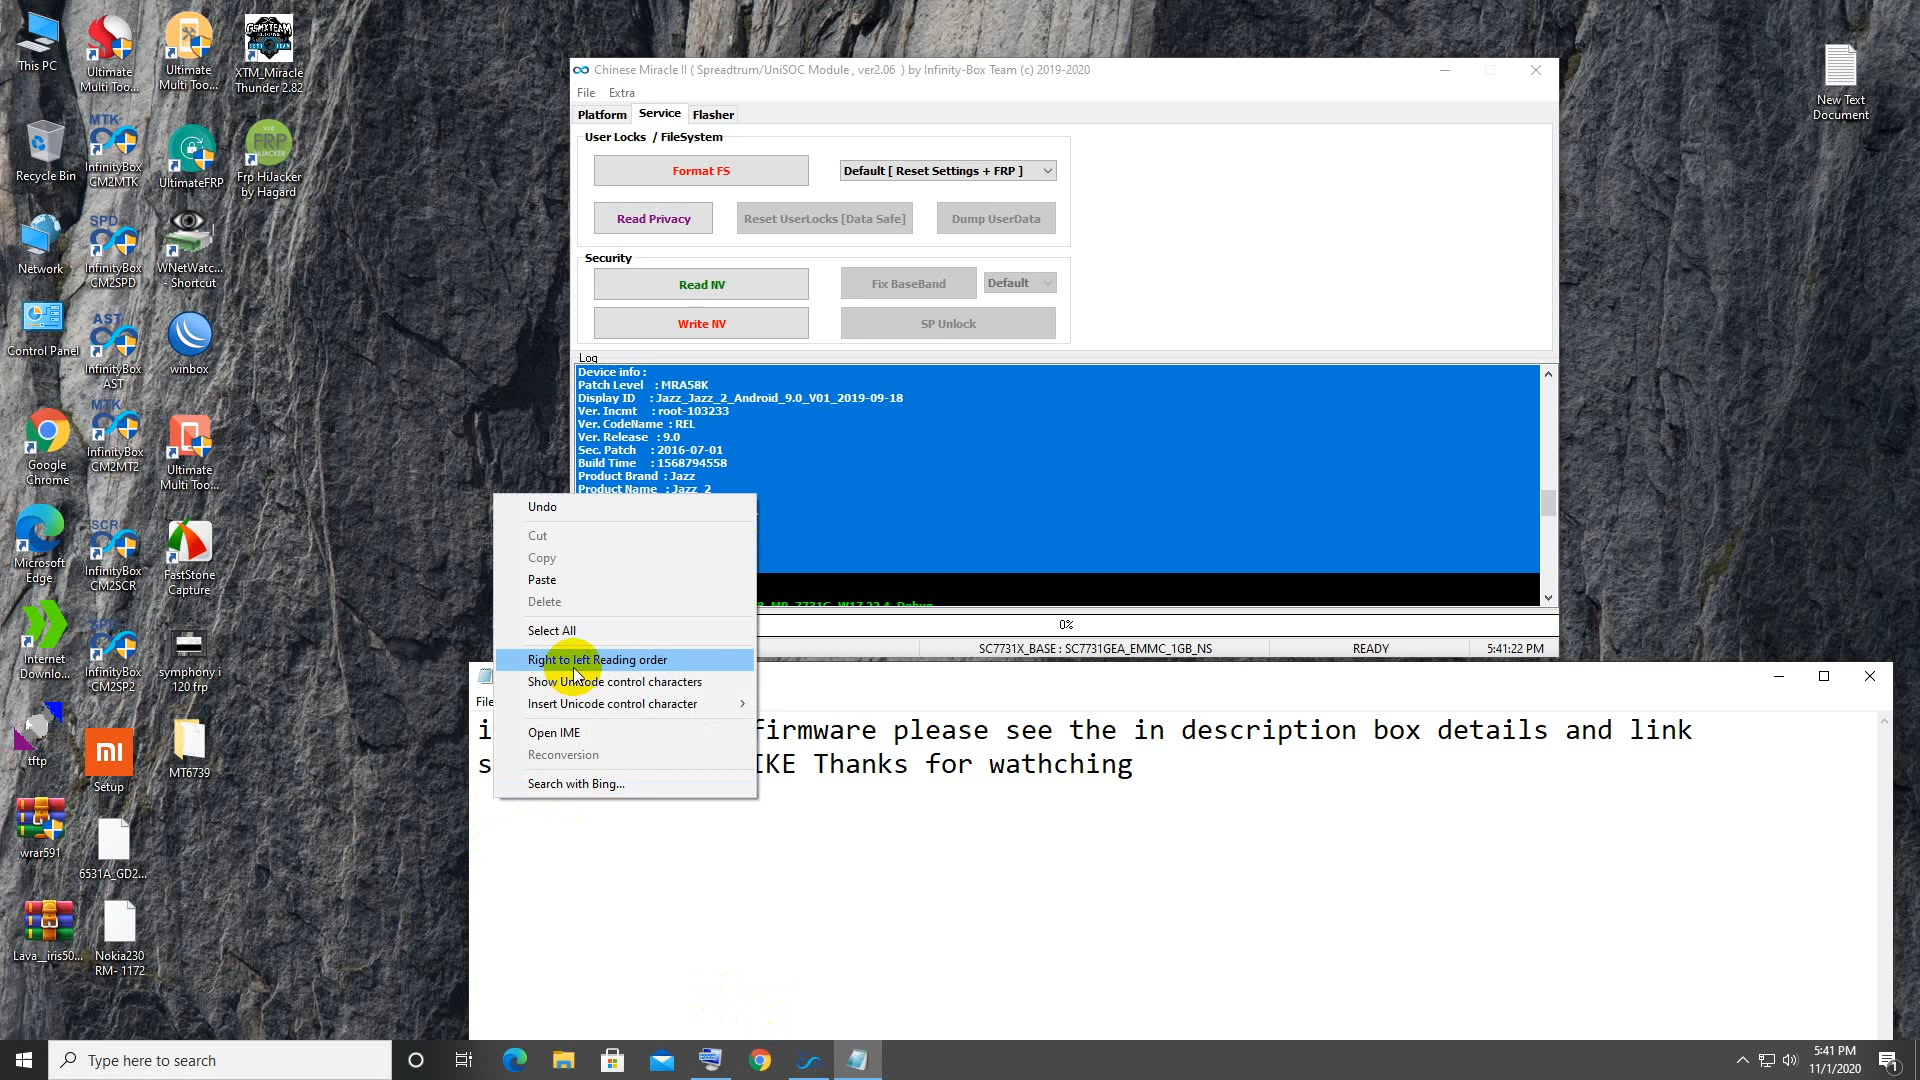 This PC
Ultimate
Multi Too...
Ultimate
Multi Too...
XTM_Miracle
Thunder 2.82
Recycle Bin
MTK
InfinityBox
CM2MTK
UltimateFRP
FRP
Frp HiJacker
by Hagard
Network
SPD
InfinityBox
CM2SPD
WNetWatc...
- Shortcut
Control Panel
AST
InfinityBox
AST
winbox
Google
Chrome
MTK
InfinityBox
CM2MT2
Ultimate
Multi Too...
Microsoft
Edge
SCR
InfinityBox
CM2SCR
FastStone
Capture
Internet
Downlo...
InfinityBox
CM2SP2
symphony i
120 frp
tftp
Setup
MT6739
wrar591
6531A_GD2...
Lava__iris50...
Nokia230
RM- 1172
New Text
Document
Chinese Miracle II ( Spreadtrum/UniSOC Module , ver2.06 ) by Infinity-Box Team (c) 2019-2020
File Extra
Platform Service Flasher
User Locks / FileSystem
Format FS Default [ Reset Settings + FRP ]
Read Privacy Reset UserLocks [Data Safe] Dump UserData
Security
Read NV Fix BaseBand Default
Write NV SP Unlock
Log
Device info :
Patch Level : MRA58K
Display ID : Jazz_Jazz_2_Android_9.0_V01_2019-09-18
Ver. Incmt : root-103233
Ver. CodeName : REL
Ver. Release : 9.0
Sec. Patch : 2016-07-01
Build Time : 1568794558
Product Brand : Jazz
Product Name : Jazz_2
0%
SC7731X_BASE : SC7731GEA_EMMC_1GB_NS READY 5:41:22 PM
Undo
Cut
Copy
Paste
Delete
Select All
Right to left Reading order
Show Unicode control characters
Insert Unicode control character
Open IME
Reconversion
Search with Bing...
firmware please see the in description box details and link
IKE Thanks for wathching
Type here to search
5:41 PM
11/1/2020